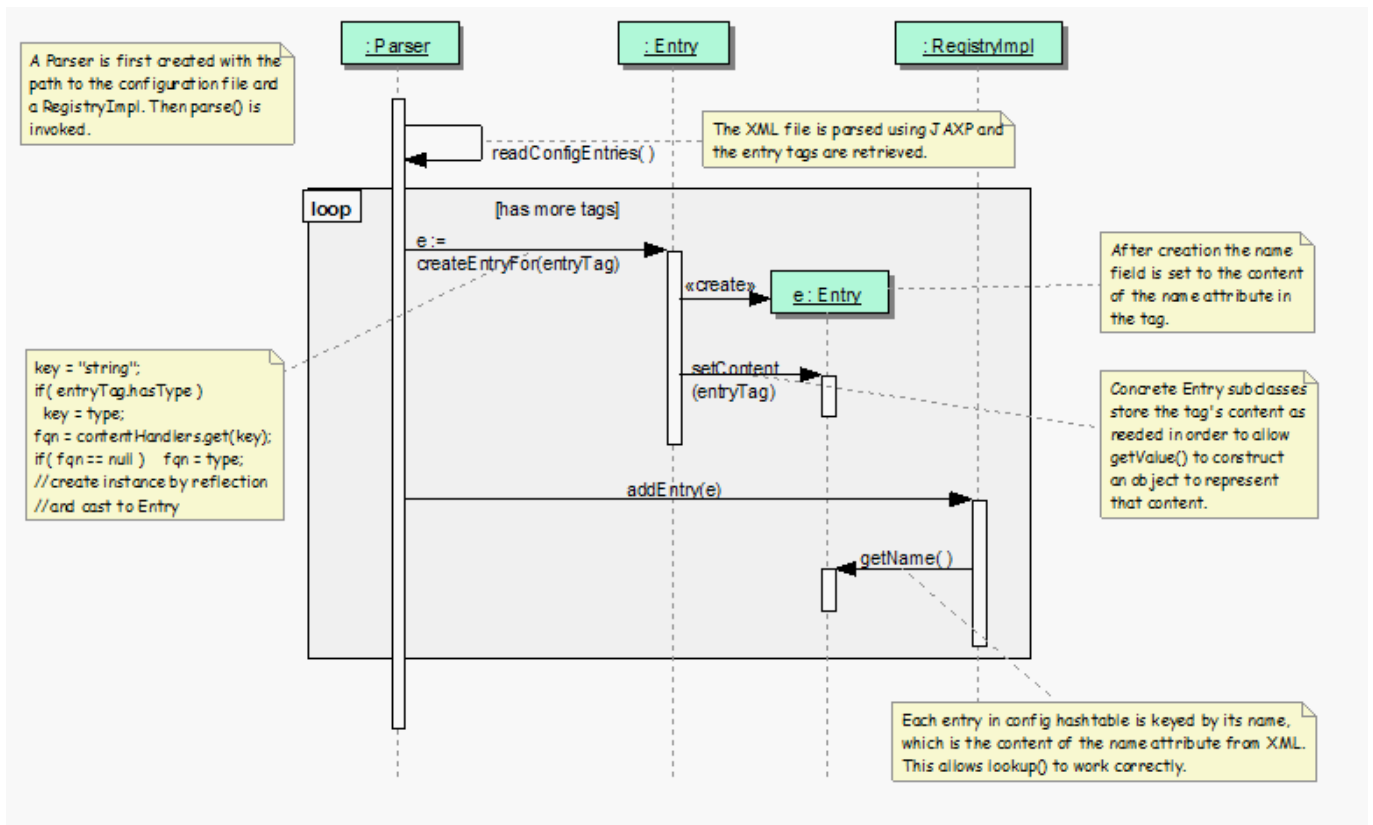 : Parser
: Entry
: RegistryImpl
A Parser is first created with the
path to the configuration file and
a RegistryImpl. Then parse() is
invoked.
The XML file is parsed using JAXP and
the entry tags are retrieved.
readConfigEntries( )
loop
[has more tags]
e :=
createEntryFor(entryTag)
«create»
e : Entry
After creation the name
field is set to the content
of the name attribute in
the tag.
key = "string";
if( entryTag.hasType )
key = type;
fqn = contentHandlers.get(key);
if( fqn == null ) fqn = type;
//create instance by reflection
//and cast to Entry
setContent
(entryTag)
Concrete Entry subclasses
store the tag's content as
needed in order to allow
getValue() to construct
an object to represent
that content.
addEntry(e)
getName( )
Each entry in config hashtable is keyed by its name,
which is the content of the name attribute from XML.
This allows lookup() to work correctly.